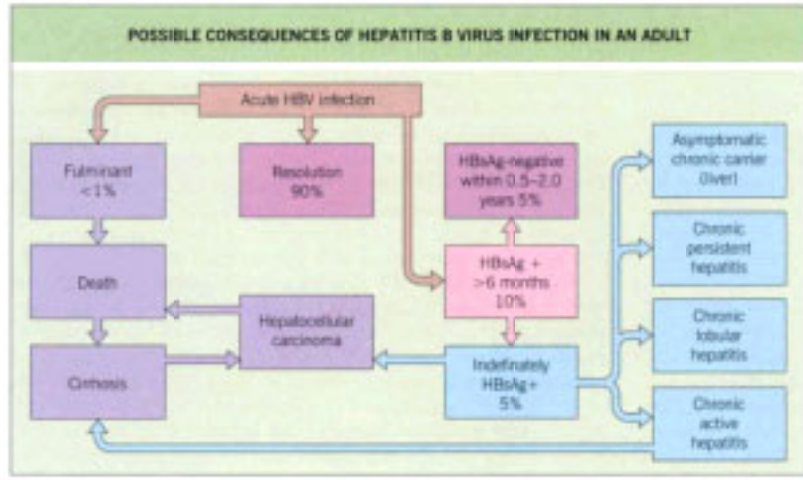 POSSIBLE CONSEQUENCES OF HEPATITIS B VIRUS INFECTION IN AN ADULT
Acute HBV infection
Fulminant
<1%
Resolution
90%
HBsAg-negative
within 0.5–2.0
years 5%
Asymptomatic
chronic carrier
(liver)
Death
HBsAg +
>6 months
10%
Chronic
persistent
hepatitis
Hepatocellular
carcinoma
Chronic
lobular
hepatitis
Cirrhosis
Indefinately
HBsAg+
5%
Chronic
active
hepatitis